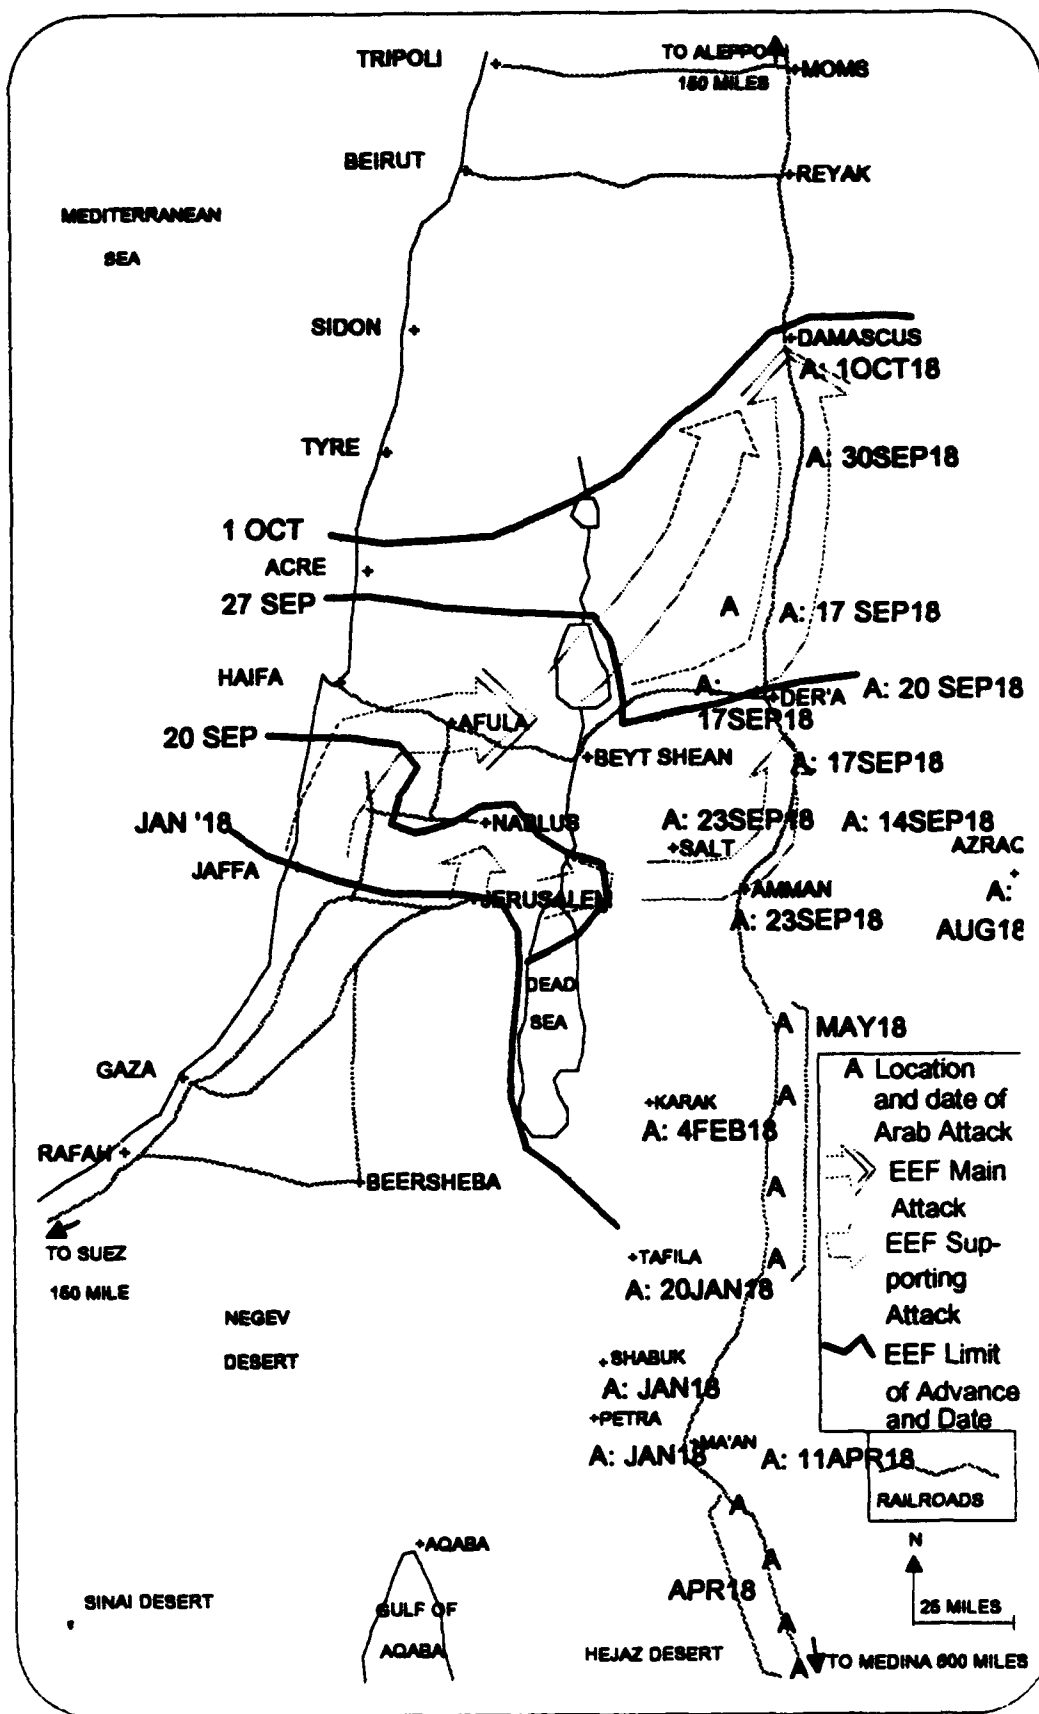 TRIPOLI
TO ALEPPO
150 MILES
MOMS
BEIRUT
REYAK
MEDITERRANEAN
SEA
SIDON
DAMASCUS
A: 1OCT18
TYRE
A: 30SEP18
1 OCT
ACRE
27 SEP
A
A: 17 SEP18
HAIFA
A:
17SEP18
DER'A
A: 20 SEP18
AFULA
20 SEP
BEYT SHEAN
A: 17SEP18
JAN '18
NABLUS
A: 23SEP18
A: 14SEP18
SALT
AZRAC
JAFFA
JERUSALEM
AMMAN
A:
A: 23SEP18
AUG18
DEAD
SEA
A
MAY18
GAZA
A Location
and date of
Arab Attack
A
KARAK
A: 4FEB18
RAFAH
EEF Main
Attack
BEERSHEBA
A
EEF Sup-
porting
Attack
TO SUEZ
150 MILE
TAFILA
A
A: 20JAN18
NEGEV
DESERT
EEF Limit
of Advance
and Date
SHABUK
A: JAN18
PETRA
A: JAN18
MA'AN
A: 11APR18
RAILROADS
A
N
AQABA
A
APR18
25 MILES
SINAI DESERT
GULF OF
AQABA
A
HEJAZ DESERT
A
TO MEDINA 600 MILES